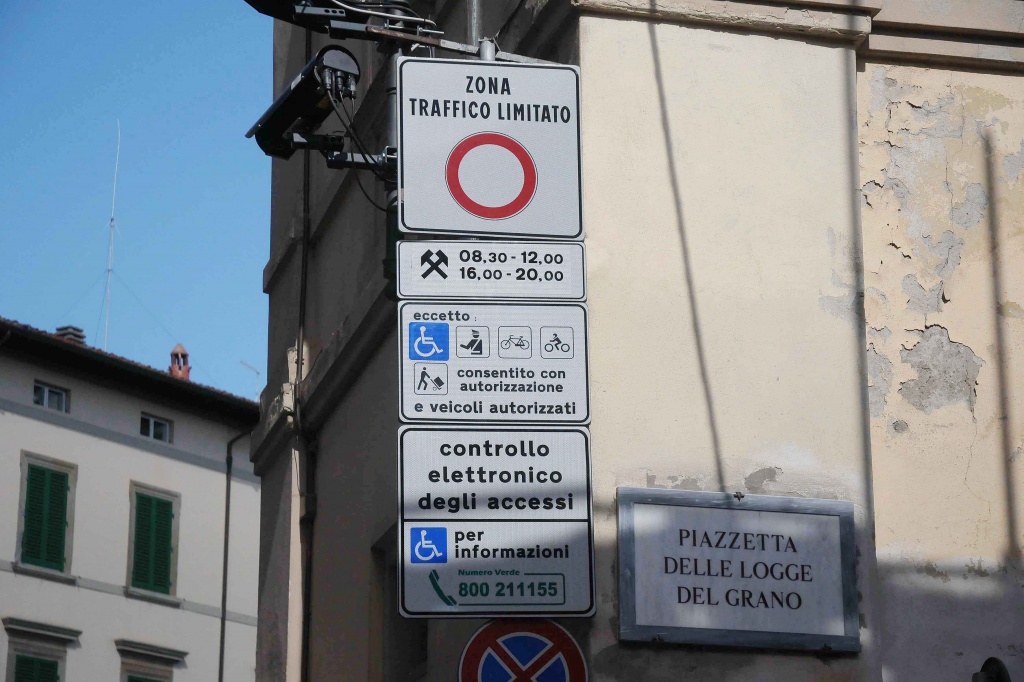 ZONA
TRAFFICO LIMITATO
08.30 - 12.00
16.00 - 20.00
eccetto :
consentito con
autorizzazione
e veicoli autorizzati
controllo
elettronico
degli accessi
per
informazioni
Numero Verde
800 211155
PIAZZETTA
DELLE LOGGE
DEL GRANO